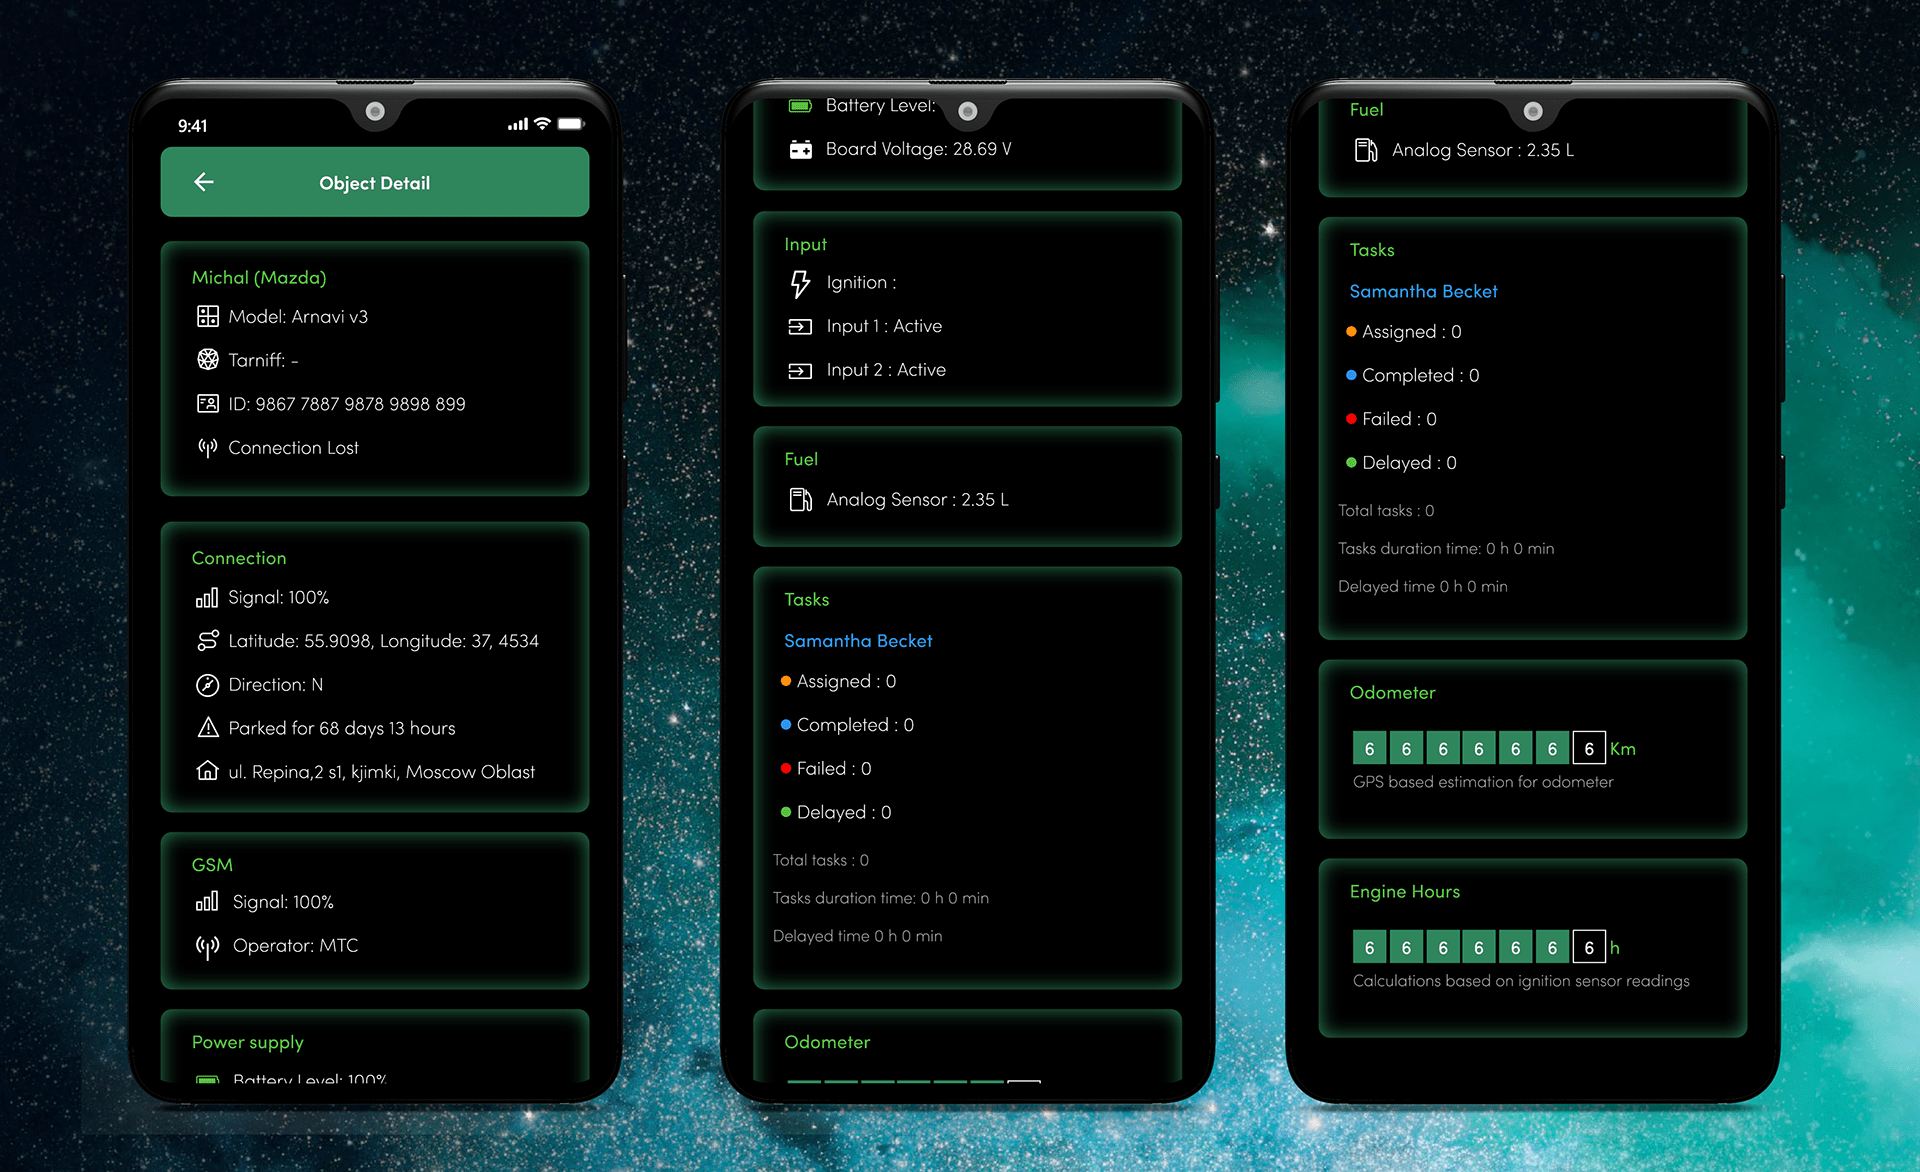 9:41
Object Detail
Michal (Mazda)
Model: Arnavi v3
Tarniff: -
ID: 9867 7887 9878 9898 899
Connection Lost
Connection
Signal: 100%
Latitude: 55.9098, Longitude: 37, 4534
Direction: N
Parked for 68 days 13 hours
ul. Repina,2 s1, kjimki, Moscow Oblast
GSM
Signal: 100%
Operator: MTC
Power supply
Battery Level: 100%
Battery Level:
Board Voltage: 28.69 V
Input
Ignition :
Input 1 : Active
Input 2 : Active
Fuel
Analog Sensor : 2.35 L
Tasks
Samantha Becket
Assigned : 0
Completed : 0
Failed : 0
Delayed : 0
Total tasks : 0
Tasks duration time: 0 h 0 min
Delayed time 0 h 0 min
Odometer
Fuel
Analog Sensor : 2.35 L
Tasks
Samantha Becket
Assigned : 0
Completed : 0
Failed : 0
Delayed : 0
Total tasks : 0
Tasks duration time: 0 h 0 min
Delayed time 0 h 0 min
Odometer
6 6 6 6 6 6 6 Km
GPS based estimation for odometer
Engine Hours
6 6 6 6 6 6 6 h
Calculations based on ignition sensor readings